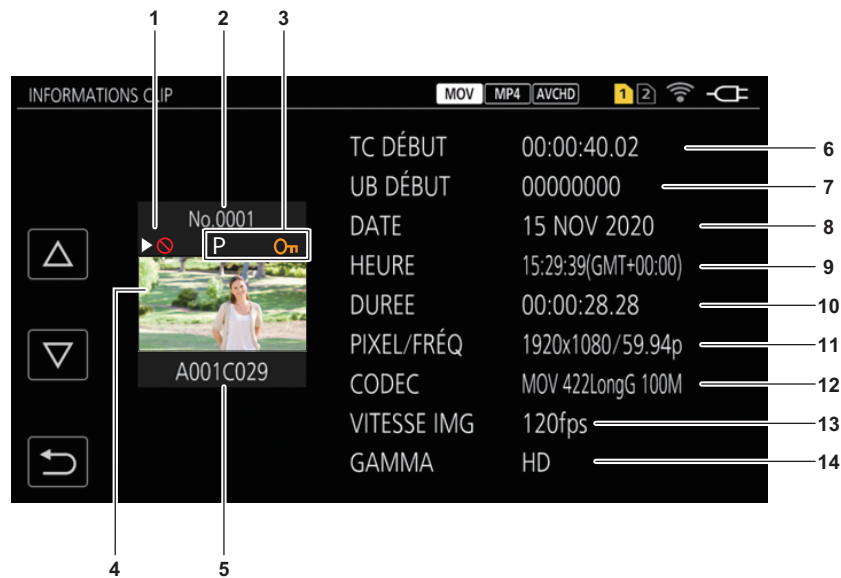 1 2 3
INFORMATIONS CLIP MOV MP4 AVCHD 1 2
TC DÉBUT 00:00:40.02 6
UB DÉBUT 00000000 7
No.0001
DATE 15 NOV 2020 8
P
HEURE 15:29:39(GMT+00:00) 9
DUREE 00:00:28.28 10
PIXEL/FRÉQ 1920x1080/59.94p 11
A001C029
CODEC MOV 422LongG 100M 12
VITESSE IMG 120fps 13
GAMMA HD 14
4 5